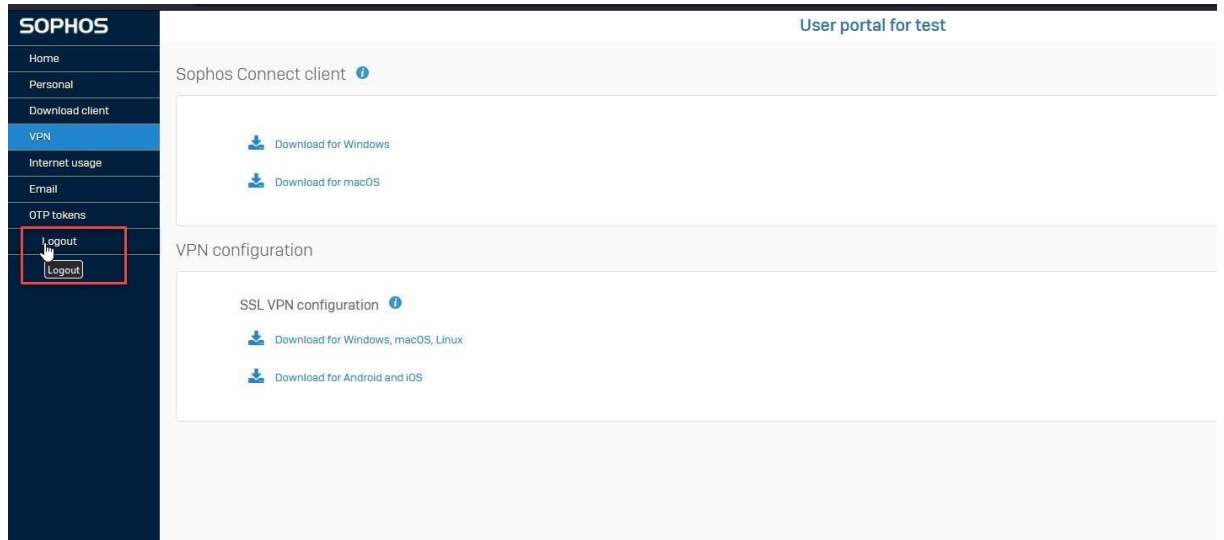 SOPHOS
User portal for test
Home
Personal
Download client
VPN
Internet usage
Email
OTP tokens
Logout
Logout
Sophos Connect client
Download for Windows
Download for macOS
VPN configuration
SSL VPN configuration
Download for Windows, macOS, Linux
Download for Android and iOS